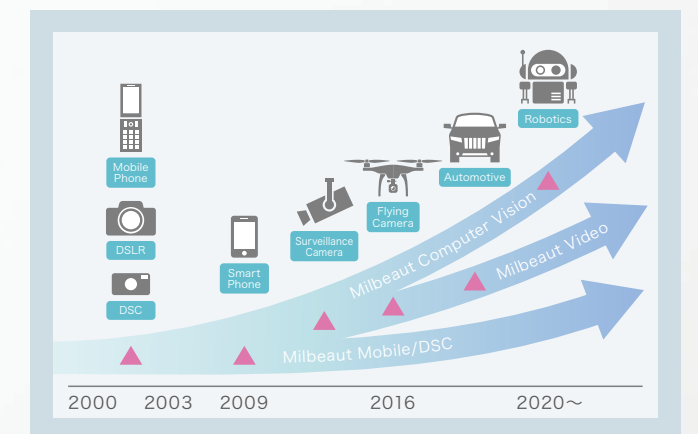 Mobile
Phone
DSLR
DSC
Smart
Phone
Surveillance
Camera
Flying
Camera
Automotive
Robotics
Milbeaut Computer Vision
Milbeaut Video
Milbeaut Mobile/DSC
2000 2003 2009 2016 2020～